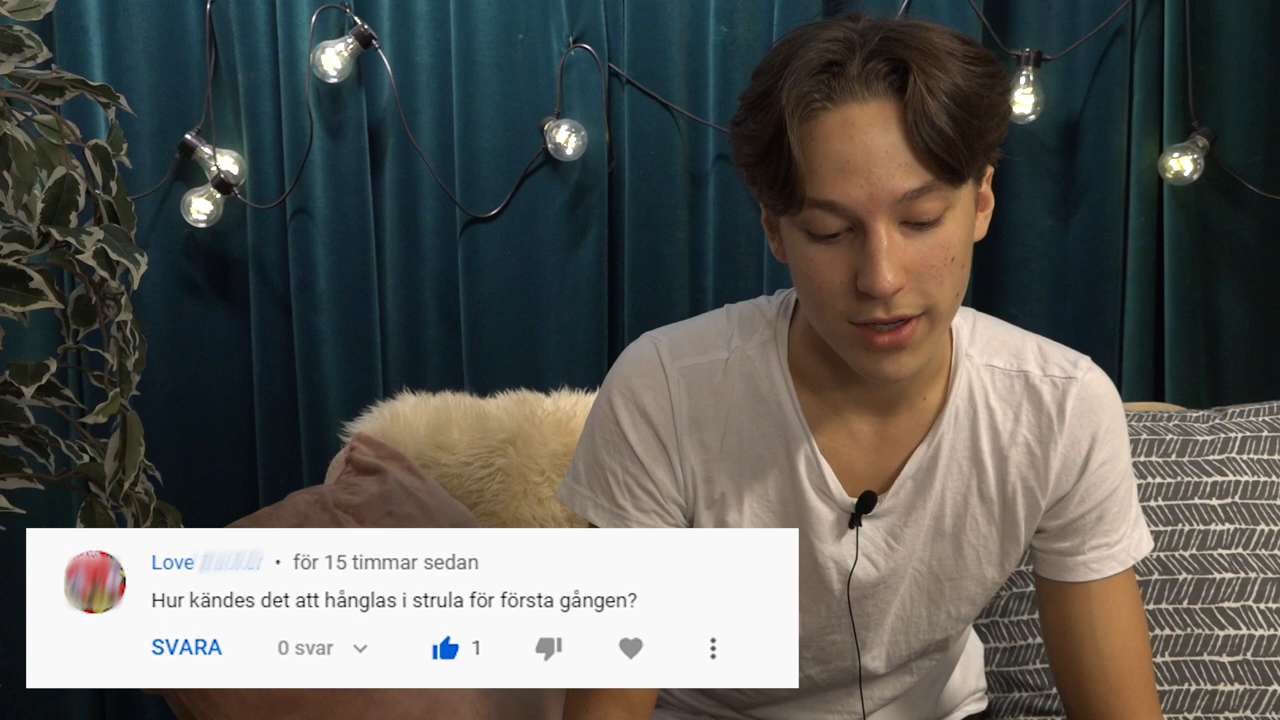 Love • för 15 timmar sedan
Hur kändes det att hånglas i strula för första gången?
SVARA 0 svar 1